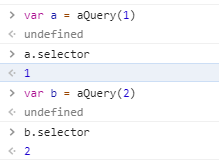 > var a = aQuery(1)
< undefined
> a.selector
< 1
> var b = aQuery(2)
< undefined
> b.selector
< 2